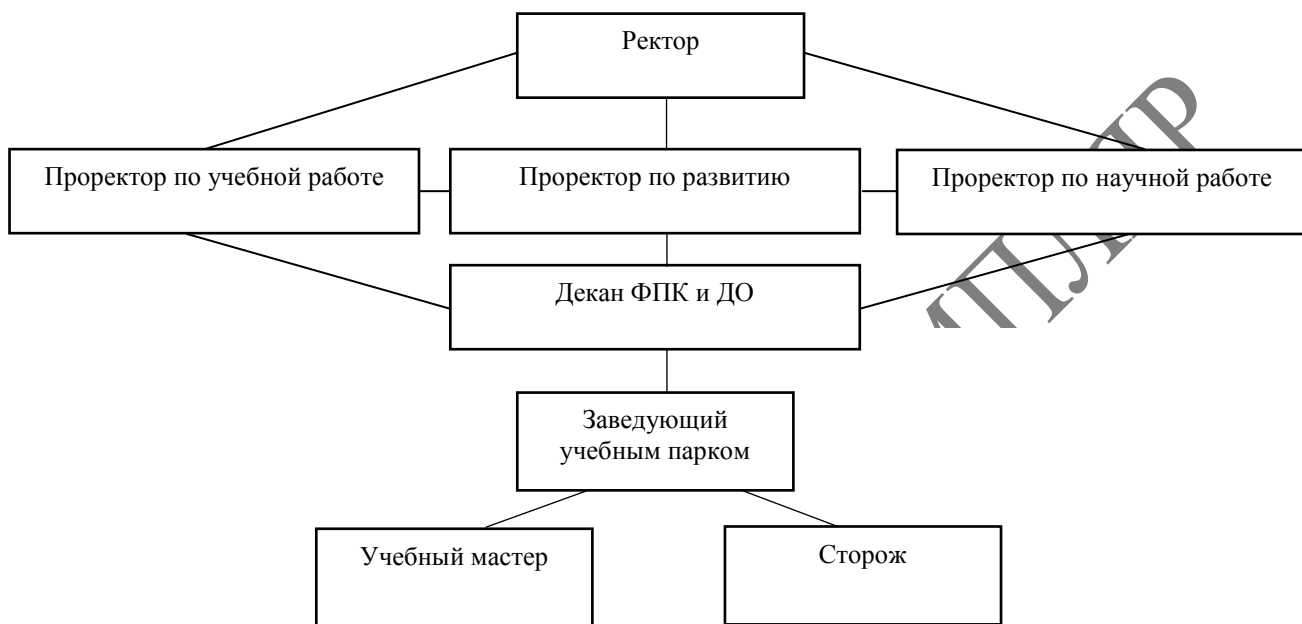 Ректор
Проректор по учебной работе
Проректор по развитию
Проректор по научной работе
Декан ФПК и ДО
Заведующий
учебным парком
Учебный мастер
Сторож